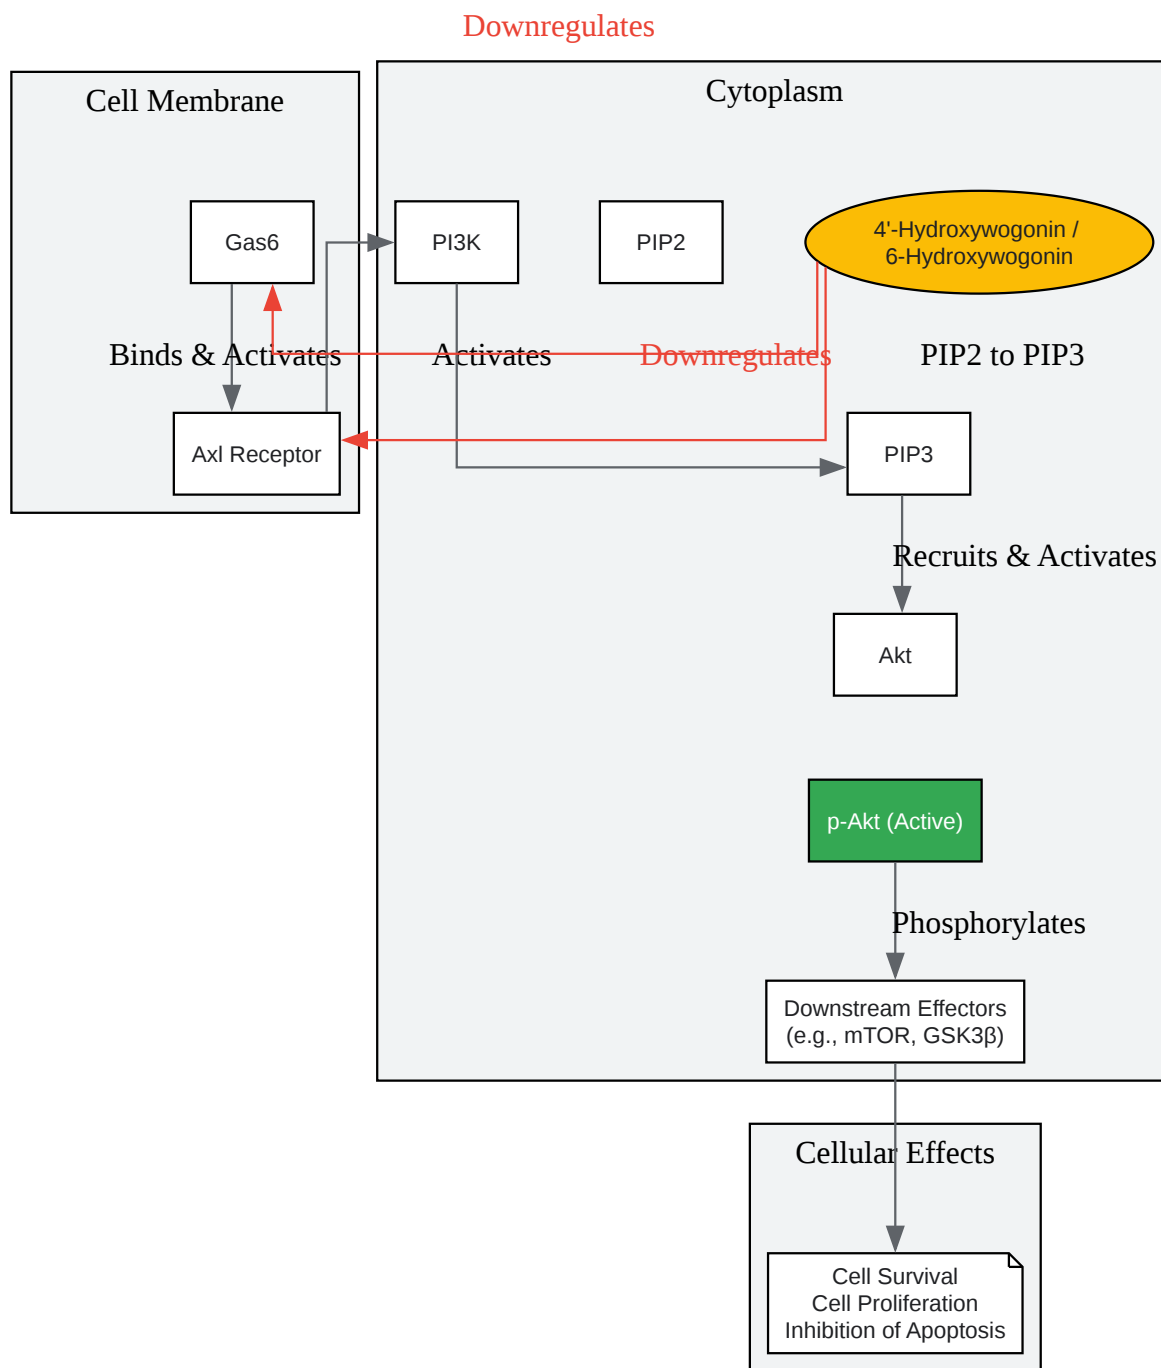 Downregulates
Cell Membrane
Cytoplasm
Gas6
PI3K
PIP2
4'-Hydroxywogonin /
6-Hydroxywogonin
Binds & Activates
Activates
Downregulates
PIP2 to PIP3
Axl Receptor
PIP3
Recruits & Activates
Akt
p-Akt (Active)
Phosphorylates
Downstream Effectors
(e.g., mTOR, GSK3β)
Cellular Effects
Cell Survival
Cell Proliferation
Inhibition of Apoptosis